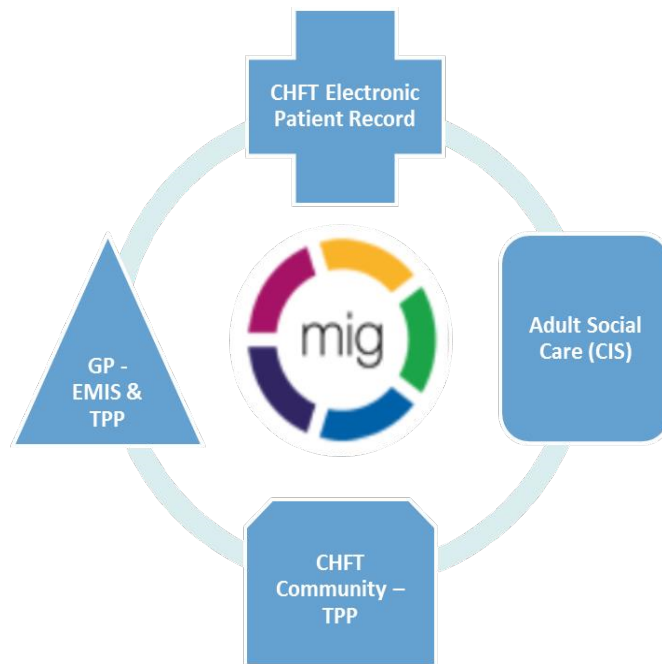 CHFT Electronic
Patient Record
mig
Adult Social
Care (CIS)
GP -
EMIS &
TPP
CHFT
Community –
TPP